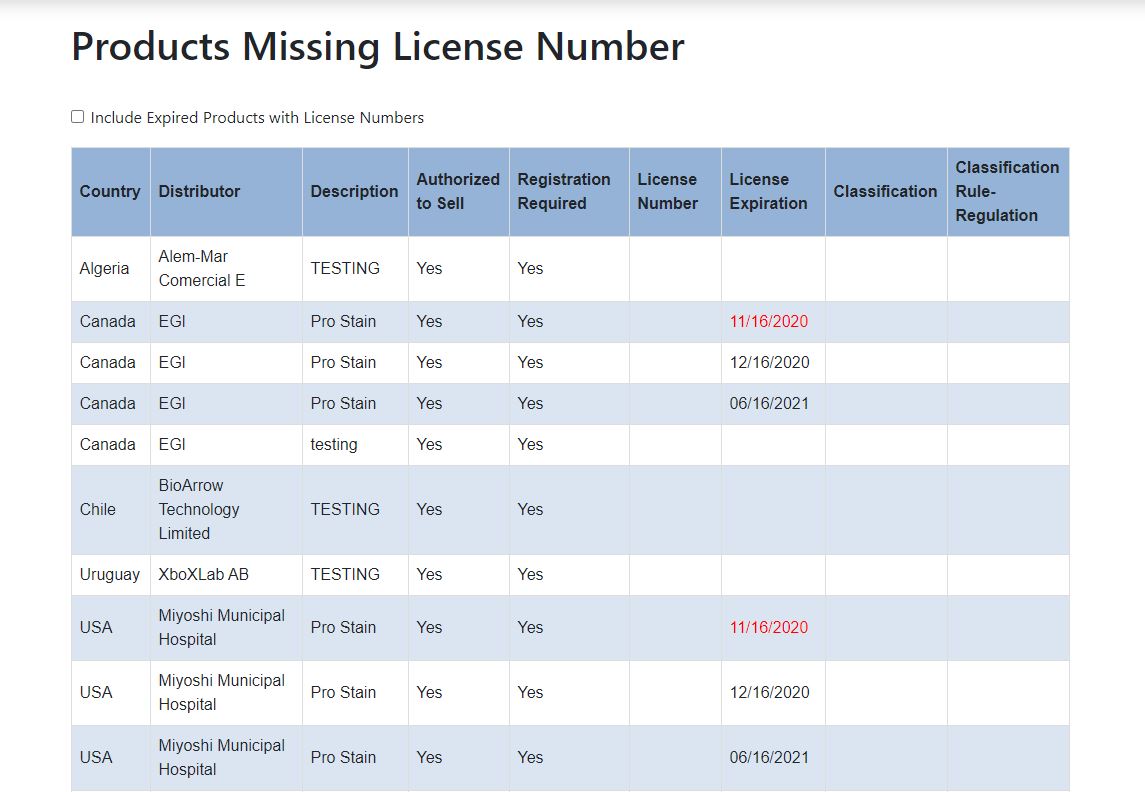 Products Missing License Number
Include Expired Products with License Numbers
Country Distributor Description Authorized to Sell Registration Required License Number License Expiration Classification Classification Rule-Regulation
Algeria Alem-Mar Comercial E TESTING Yes Yes
Canada EGI Pro Stain Yes Yes 11/16/2020
Canada EGI Pro Stain Yes Yes 12/16/2020
Canada EGI Pro Stain Yes Yes 06/16/2021
Canada EGI testing Yes Yes
Chile BioArrow Technology Limited TESTING Yes Yes
Uruguay XboXLab AB TESTING Yes Yes
USA Miyoshi Municipal Hospital Pro Stain Yes Yes 11/16/2020
USA Miyoshi Municipal Hospital Pro Stain Yes Yes 12/16/2020
USA Miyoshi Municipal Hospital Pro Stain Yes Yes 06/16/2021